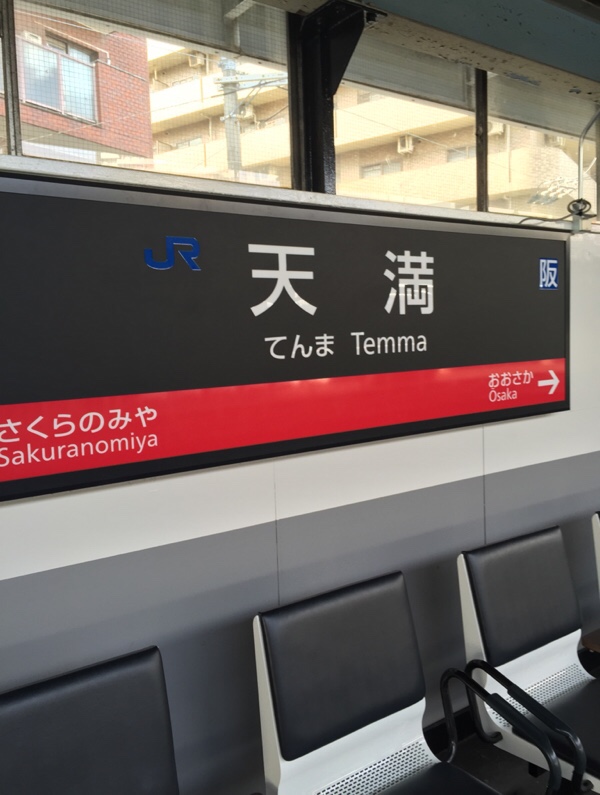 JR
天満
阪
てんま Temma
さくらのみや
Sakuranomiya
おおさか
Osaka